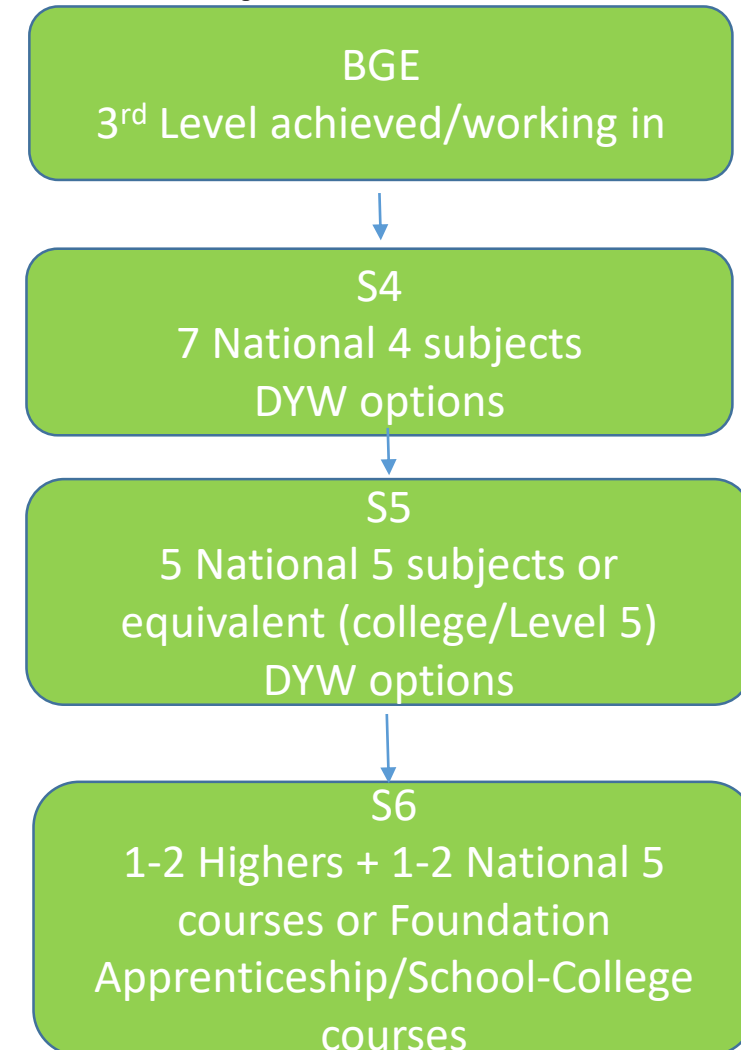 BGE
3rd Level achieved/working in
S4
7 National 4 subjects
DYW options
S5
5 National 5 subjects or
equivalent (college/Level 5)
DYW options
S6
1-2 Highers + 1-2 National 5
courses or Foundation
Apprenticeship/School-College
courses